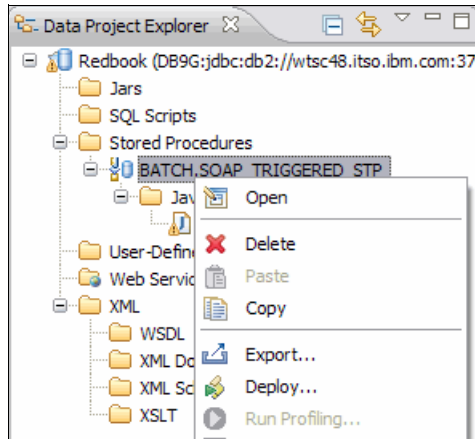 Data Project Explorer
Redbook (DB9G:jdbc:db2://wtsc48.itso.ibm.com:37
Jars
SQL Scripts
Stored Procedures
BATCH.SOAP_TRIGGERED_STP
Jav
Open
User-Defin
Delete
Web Servic
Paste
XML
Copy
WSDL
XML Do
Export...
XML Sc
Deploy...
XSLT
Run Profiling...